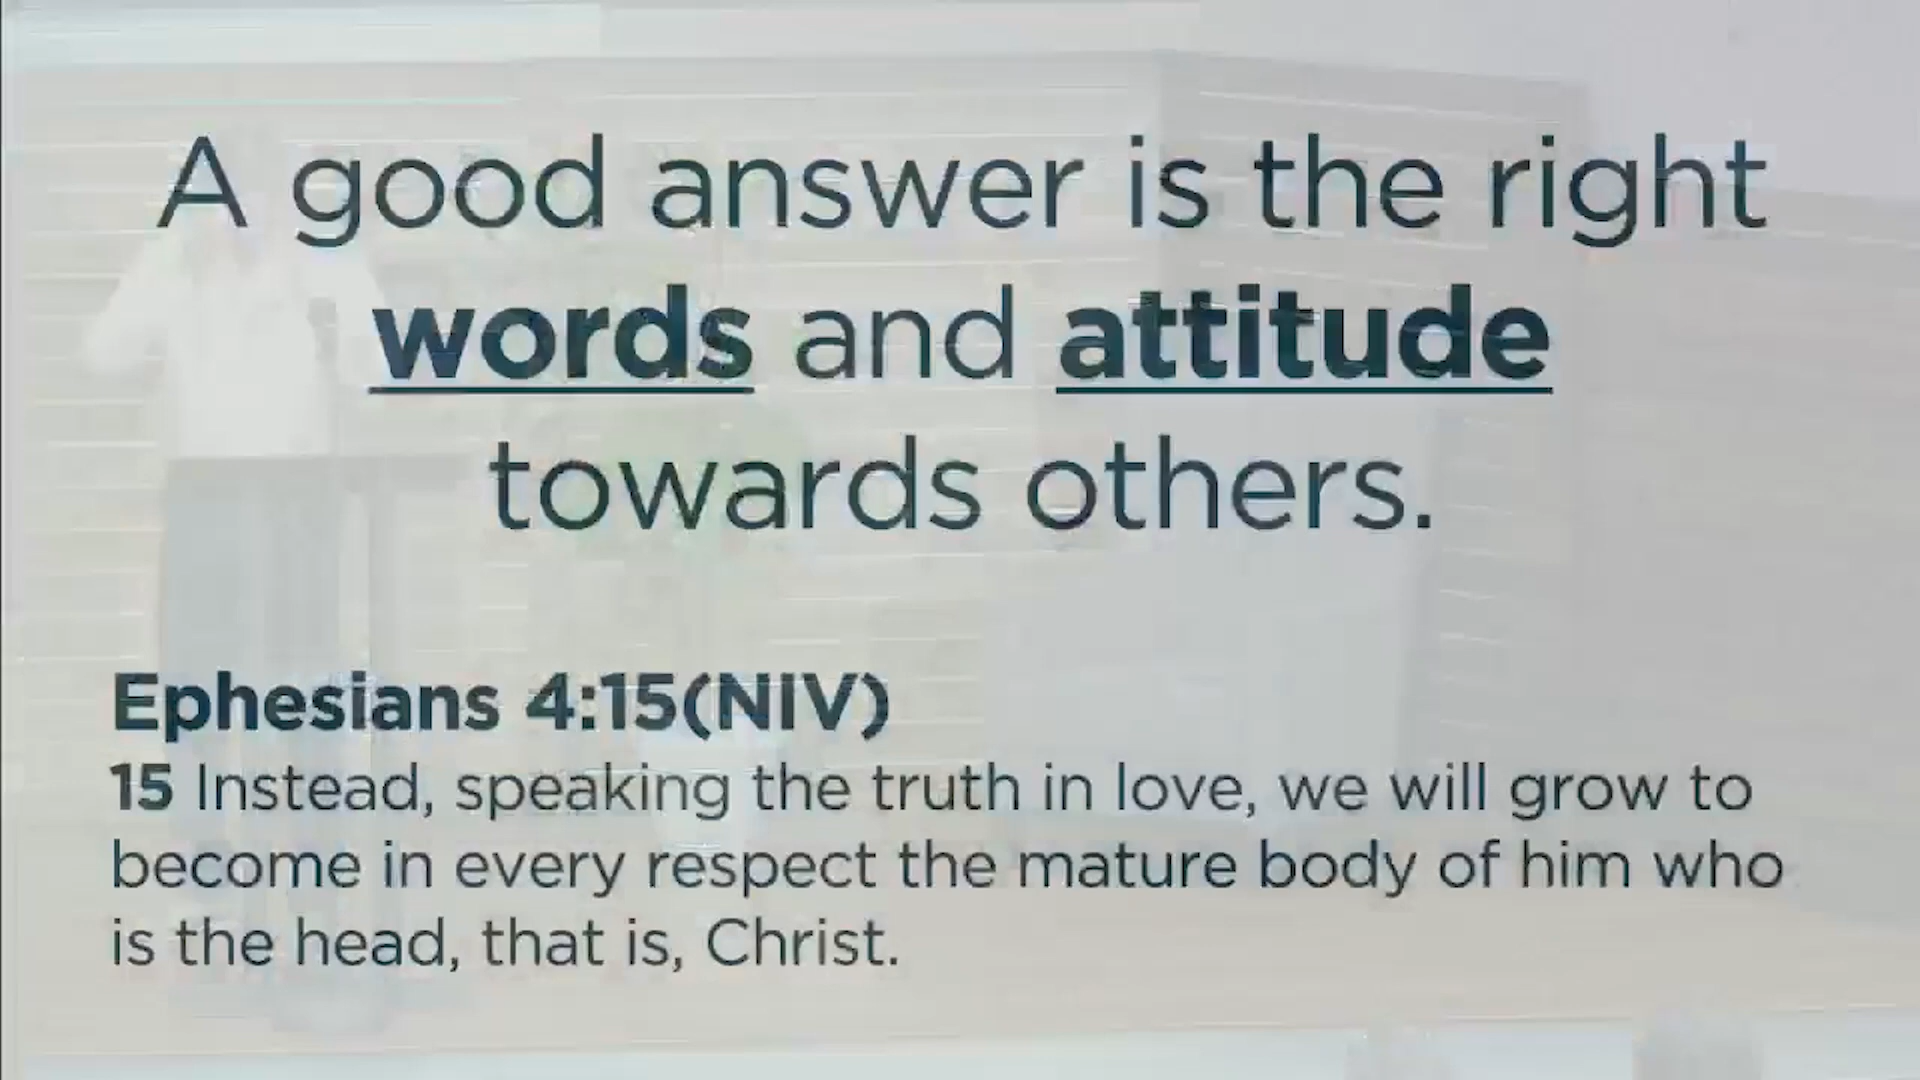 A good answer is the right
words and attitude
towards others.
Ephesians 4:15(NIV)
15 Instead, speaking the truth in love, we will grow to
become in every respect the mature body of him who
is the head, that is, Christ.